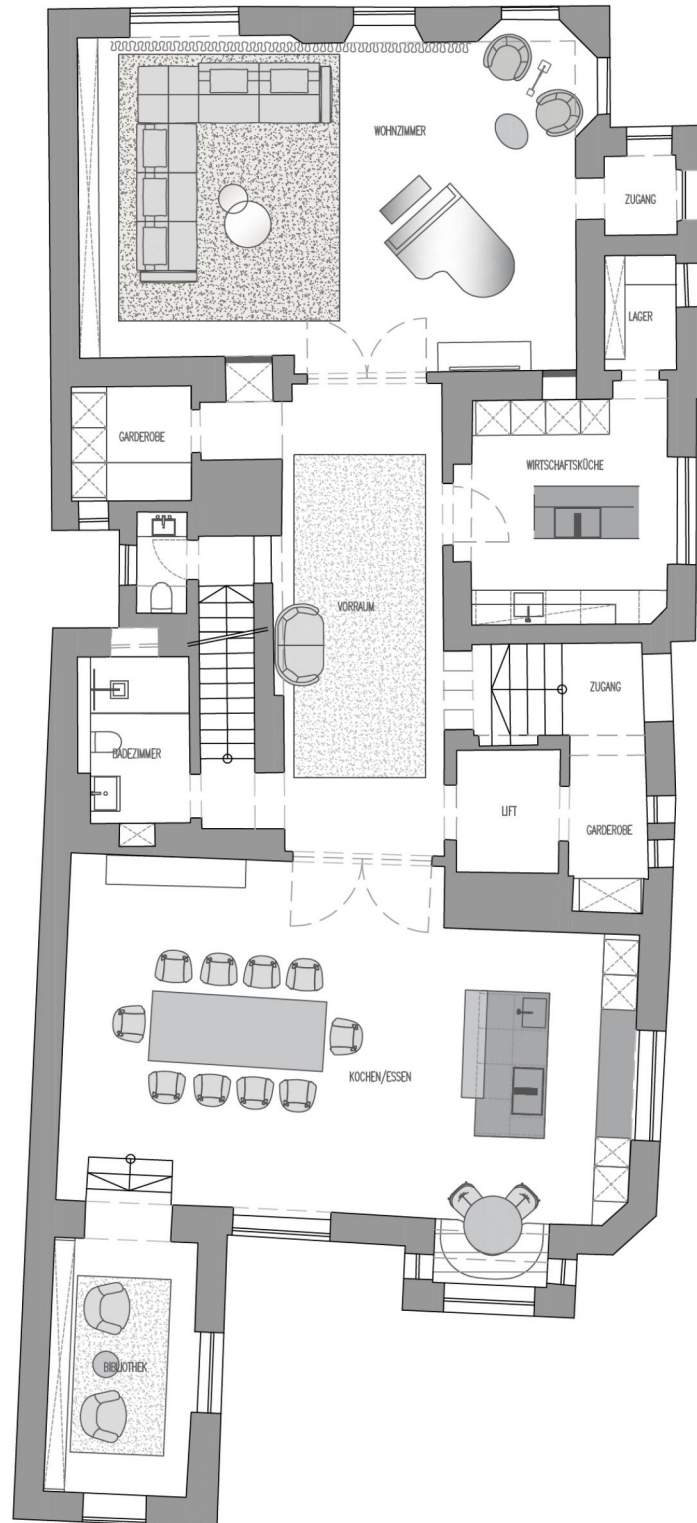 WOHNZIMMER
ZUGANG
LAGER
GARDEROBE
WIRTSCHAFTSKÜCHE
VORRAUM
ZUGANG
BADEZIMMER
LIFT
GARDEROBE
KOCHEN/ESSEN
BIBLIOTHEK